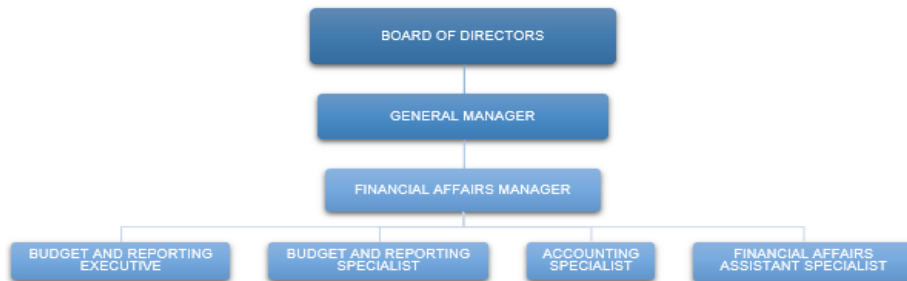 BOARD OF DIRECTORS
GENERAL MANAGER
FINANCIAL AFFAIRS MANAGER
BUDGET AND REPORTING
EXECUTIVE
BUDGET AND REPORTING
SPECIALIST
ACCOUNTING
SPECIALIST
FINANCIAL AFFAIRS
ASSISTANT SPECIALIST